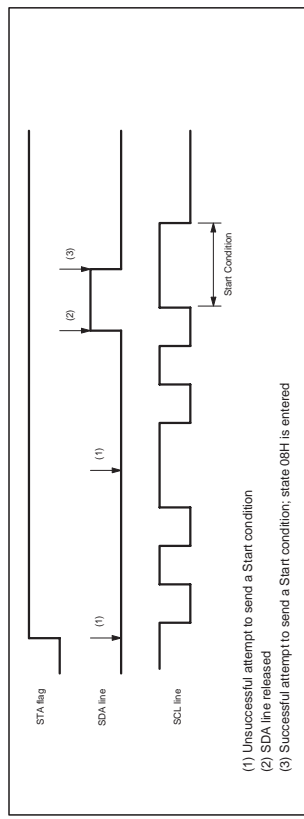 STA flag
(1)
(1)
(2)
(3)
SDA line
SCL line
Start Condition
(1) Unsuccessful attempt to send a Start condition
(2) SDA line released
(3) Successful attempt to send a Start condition; state 08H is entered